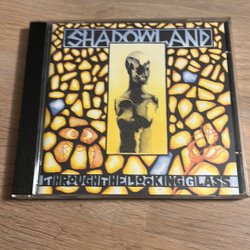 SHADOWLAND
THROUGH THE LOOKING GLASS